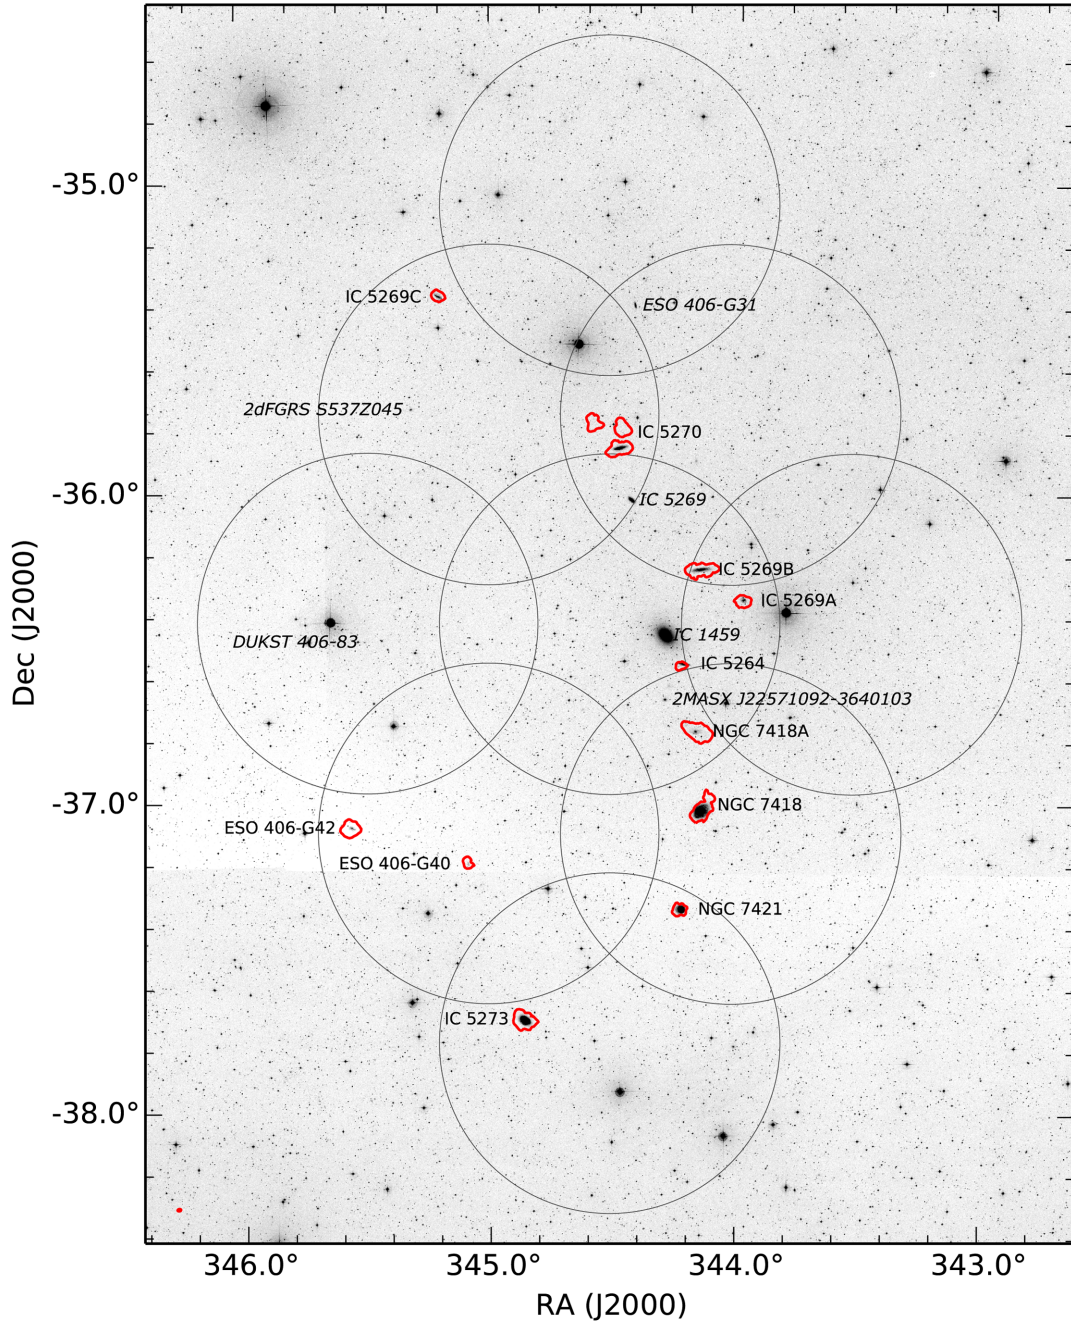 -35.0°
IC 5269C
ESO 406-G31
2dFGRS S537Z045
IC 5270
-36.0°
IC 5269
IC 5269B
IC 5269A
DUKST 406-83
IC 1459
IC 5264
2MASX J22571092-3640103
NGC 7418A
-37.0°
NGC 7418
ESO 406-G42
ESO 406-G40
NGC 7421
IC 5273
-38.0°
346.0°
345.0°
344.0°
343.0°
RA (J2000)
Dec (J2000)